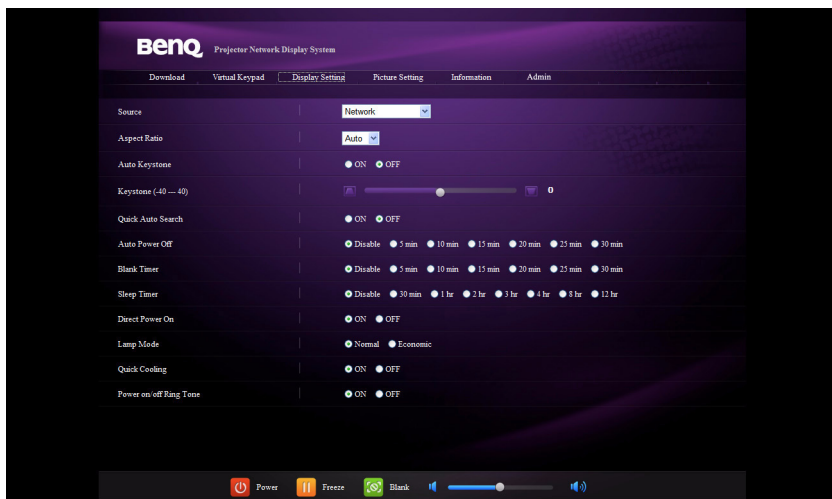 BenQ Projector Network Display System
Download Virtual Keypad Display Setting Picture Setting Information Admin
Source Network
Aspect Ratio Auto
Auto Keystone ON OFF
Keystone (-40 --- 40) 0
Quick Auto Search ON OFF
Auto Power Off Disable 5 min 10 min 15 min 20 min 25 min 30 min
Blank Timer Disable 5 min 10 min 15 min 20 min 25 min 30 min
Sleep Timer Disable 30 min 1 hr 2 hr 3 hr 4 hr 8 hr 12 hr
Direct Power On ON OFF
Lamp Mode Normal Economic
Quick Cooling ON OFF
Power on/off Ring Tone ON OFF
Power Freeze Blank